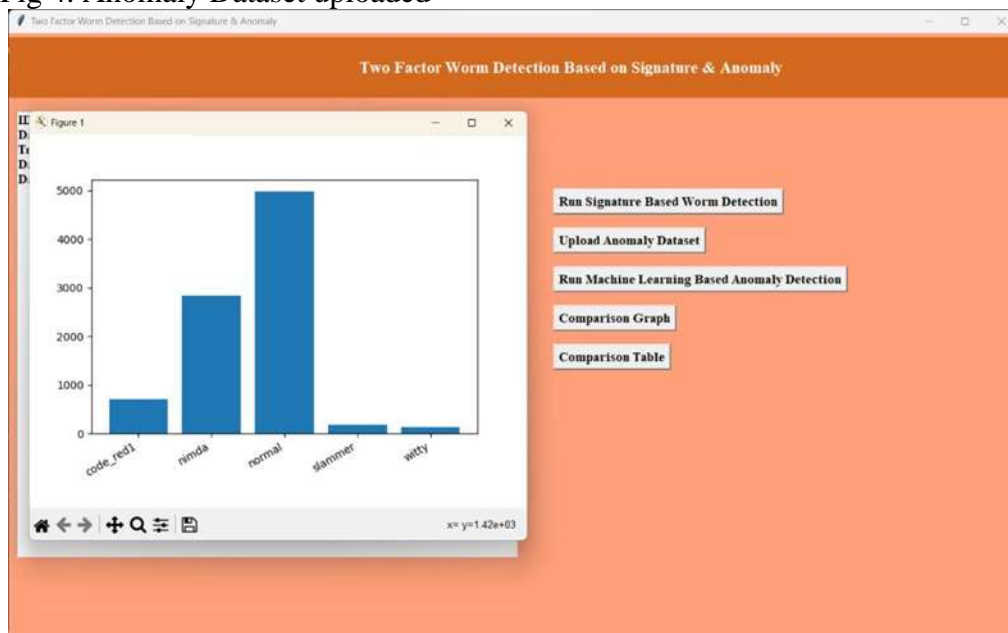 Fig 4. Anomaly Dataset uploaded
Two Factor Worm Detection Based on Signature & Anomaly
Two Factor Worm Detection Based on Signature & Anomaly
Figure 1
5000
4000
3000
2000
1000
0
code_red1
nimda
normal
slammer
witty
x= y=1.42e+03
Run Signature Based Worm Detection
Upload Anomaly Dataset
Run Machine Learning Based Anomaly Detection
Comparison Graph
Comparison Table